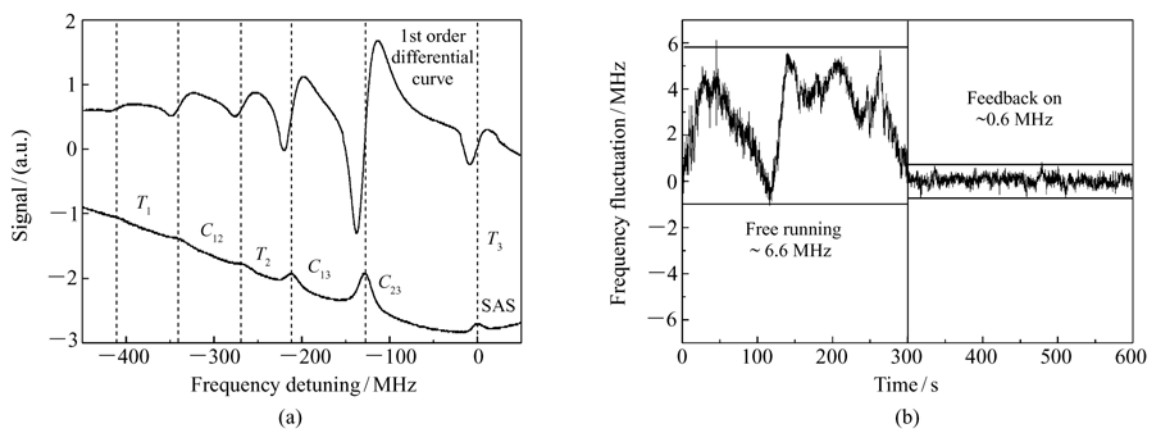 2
1
0
−1
−2
−3
Signal / (a.u.)
1st order
differential
curve
T1
C12
T2
C13
C23
T3
SAS
−400
−300
−200
−100
0
Frequency detuning / MHz
(a)
6
4
2
0
−2
−4
−6
Frequency fluctuation / MHz
Feedback on
~0.6 MHz
Free running
~ 6.6 MHz
0
100
200
300
400
500
600
Time / s
(b)